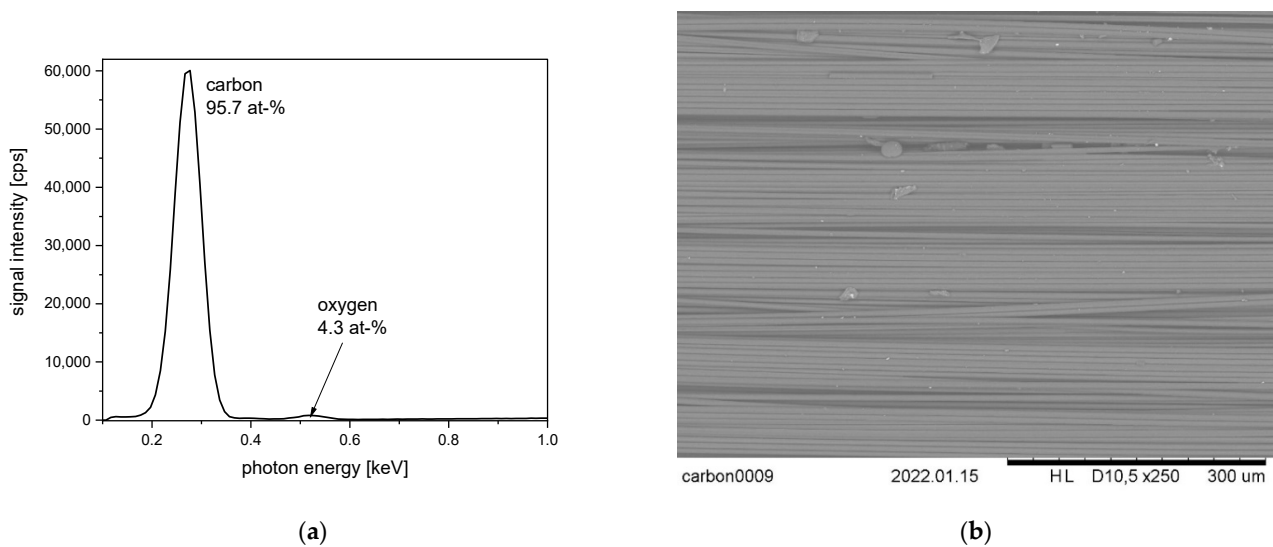 60,000
50,000
40,000
30,000
20,000
10,000
0
signal intensity [cps]
carbon
95.7 at-%
oxygen
4.3 at-%
0.2 0.4 0.6 0.8 1.0
photon energy [keV]
(a)
carbon0009 2022.01.15 HL D10,5 x250 300 um
(b)